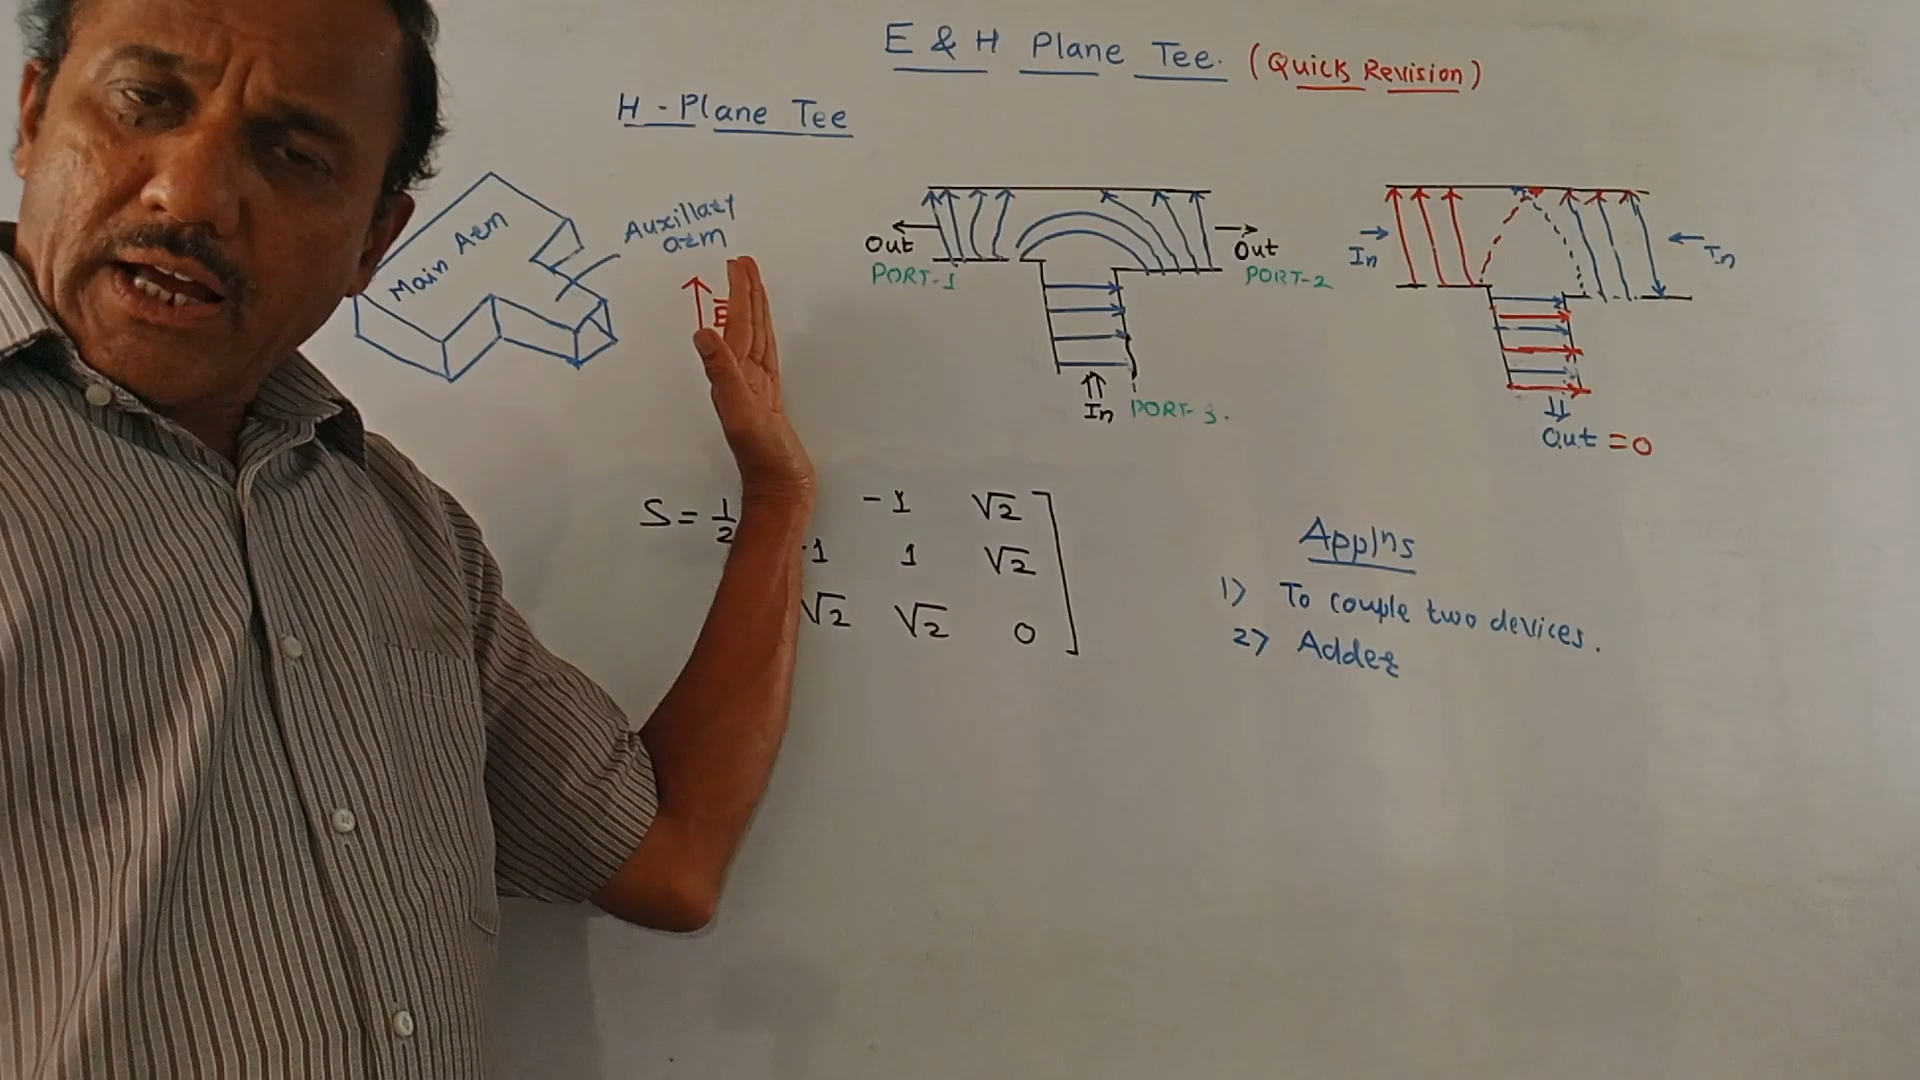 E & H Plane Tee. (Quick Revision)
H - Plane Tee
Main Arm
Auxillary
arm
E
Out
PORT-1
Out
PORT-2
In
PORT-3.
In
In
Out = 0
S = 1/2
-1 √2
-1 1 √2
√2 √2 0
]
Applns
1) To couple two devices.
2) Adder